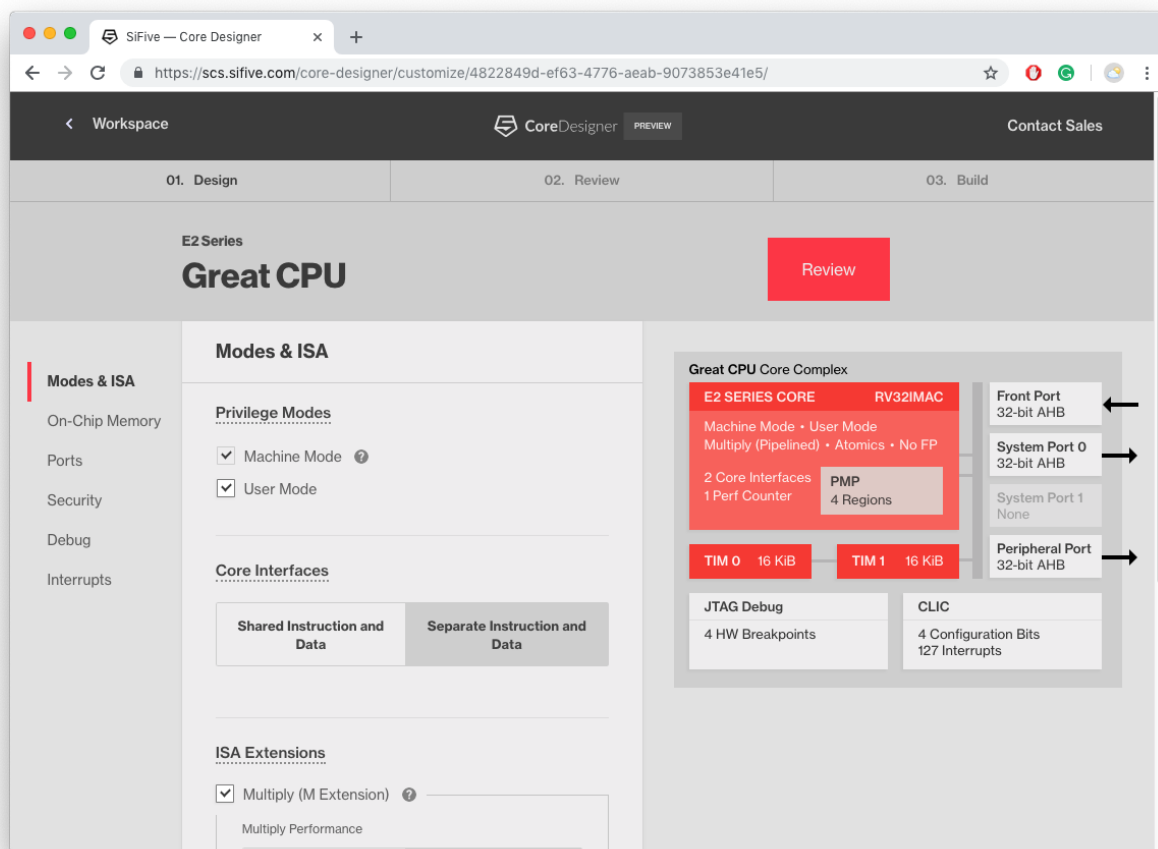 SiFive — Core Designer
https://scs.sifive.com/core-designer/customize/4822849d-ef63-4776-aeab-9073853e41e5/
Workspace
CoreDesigner PREVIEW
Contact Sales
01. Design
02. Review
03. Build
E2 Series
Great CPU
Review
Modes & ISA
On-Chip Memory
Ports
Security
Debug
Interrupts
Modes & ISA
Privilege Modes
Machine Mode ?
User Mode
Core Interfaces
Shared Instruction and
Data
Separate Instruction and
Data
ISA Extensions
Multiply (M Extension) ?
Multiply Performance
Great CPU Core Complex
E2 SERIES CORE RV32IMAC
Machine Mode • User Mode
Multiply (Pipelined) • Atomics • No FP
2 Core Interfaces
1 Perf Counter
PMP
4 Regions
TIM 0 16 KiB
TIM 1 16 KiB
Front Port
32-bit AHB
System Port 0
32-bit AHB
System Port 1
None
Peripheral Port
32-bit AHB
JTAG Debug
4 HW Breakpoints
CLIC
4 Configuration Bits
127 Interrupts